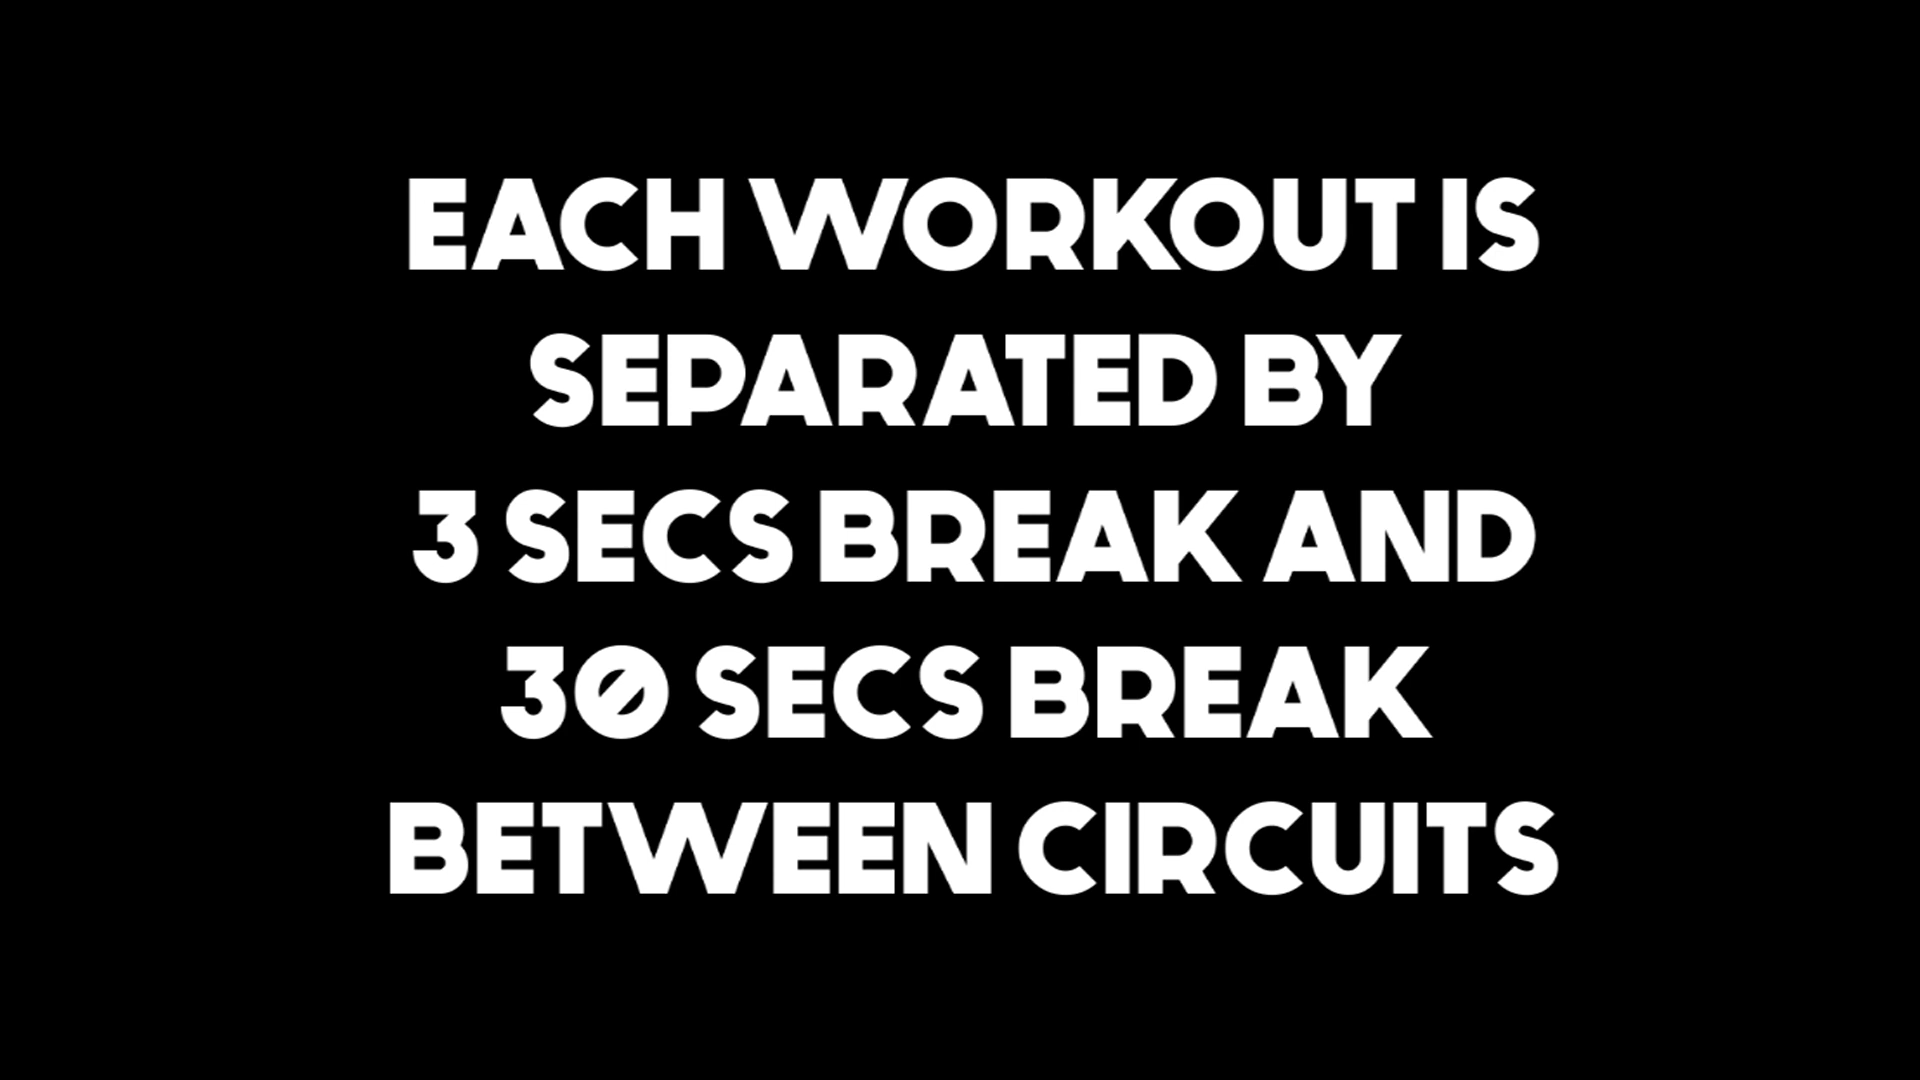 EACH WORKOUT IS
SEPARATED BY
3 SECS BREAK AND
30 SECS BREAK
BETWEEN CIRCUITS